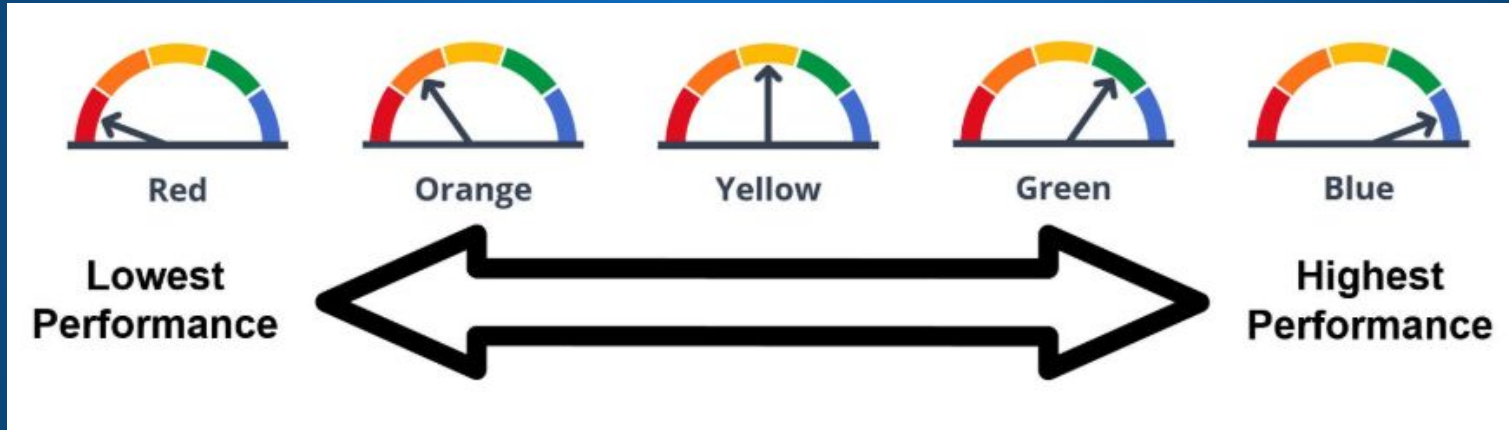 Red
Orange
Yellow
Green
Blue
Lowest
Performance
Highest
Performance